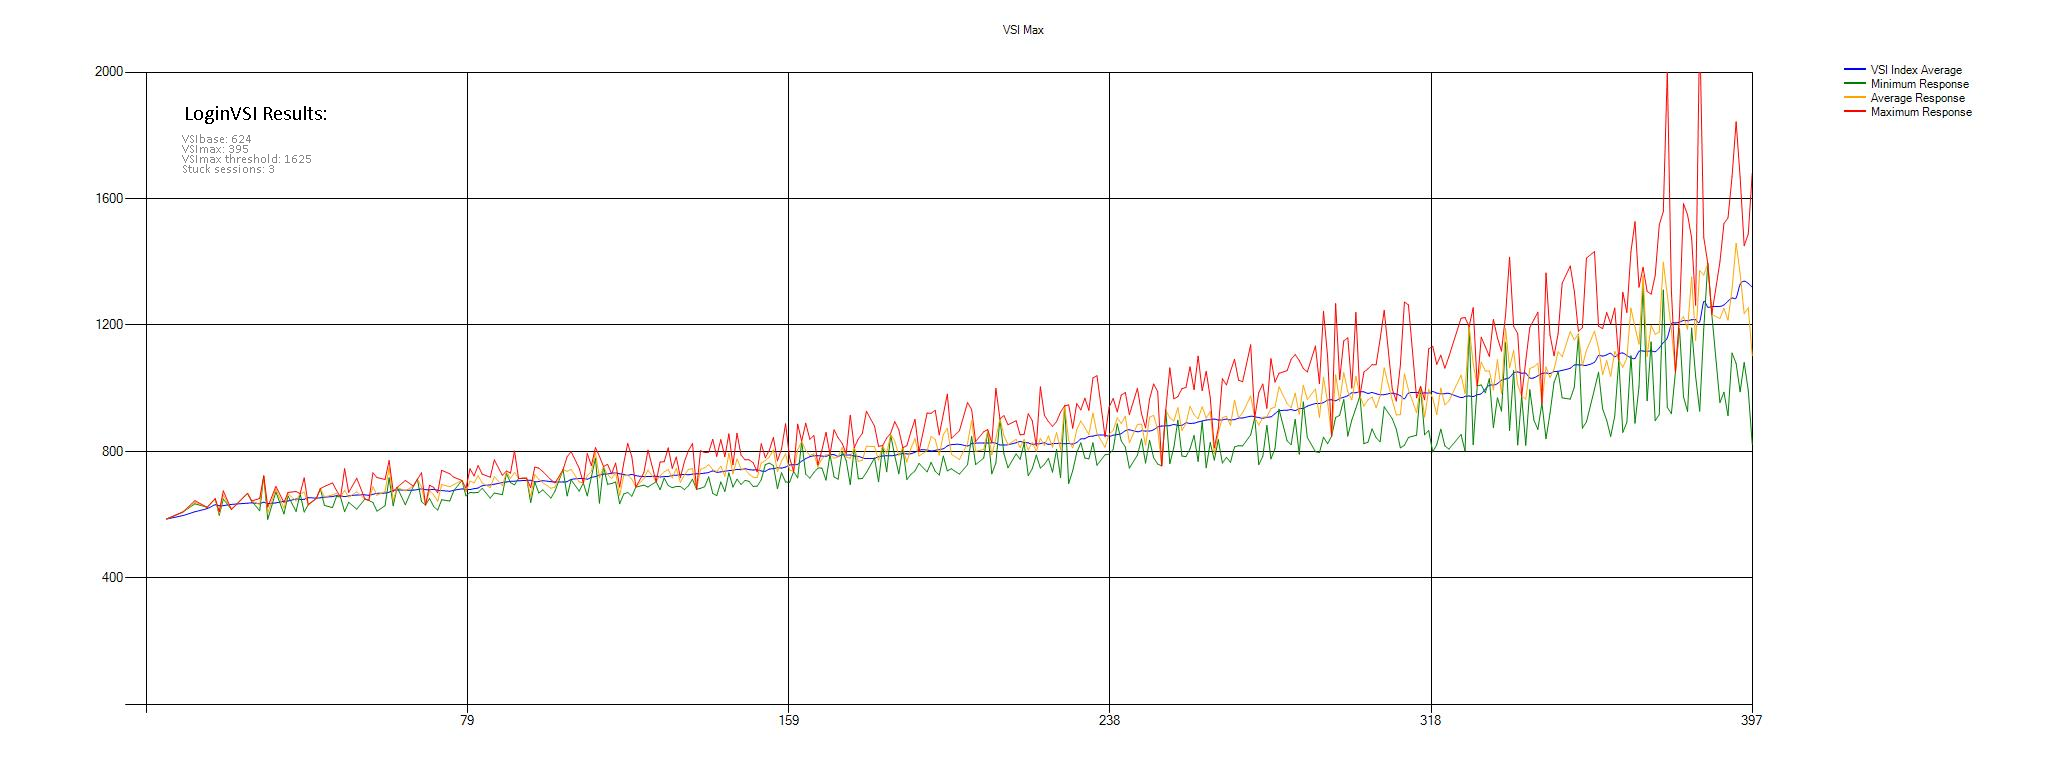 VSI Max
2000
1600
1200
800
400
79
159
238
318
397
LoginVSI Results:
VSIbase: 624
VSImax: 395
VSImax threshold: 1625
Stuck sessions: 3
VSI Index Average
Minimum Response
Average Response
Maximum Response